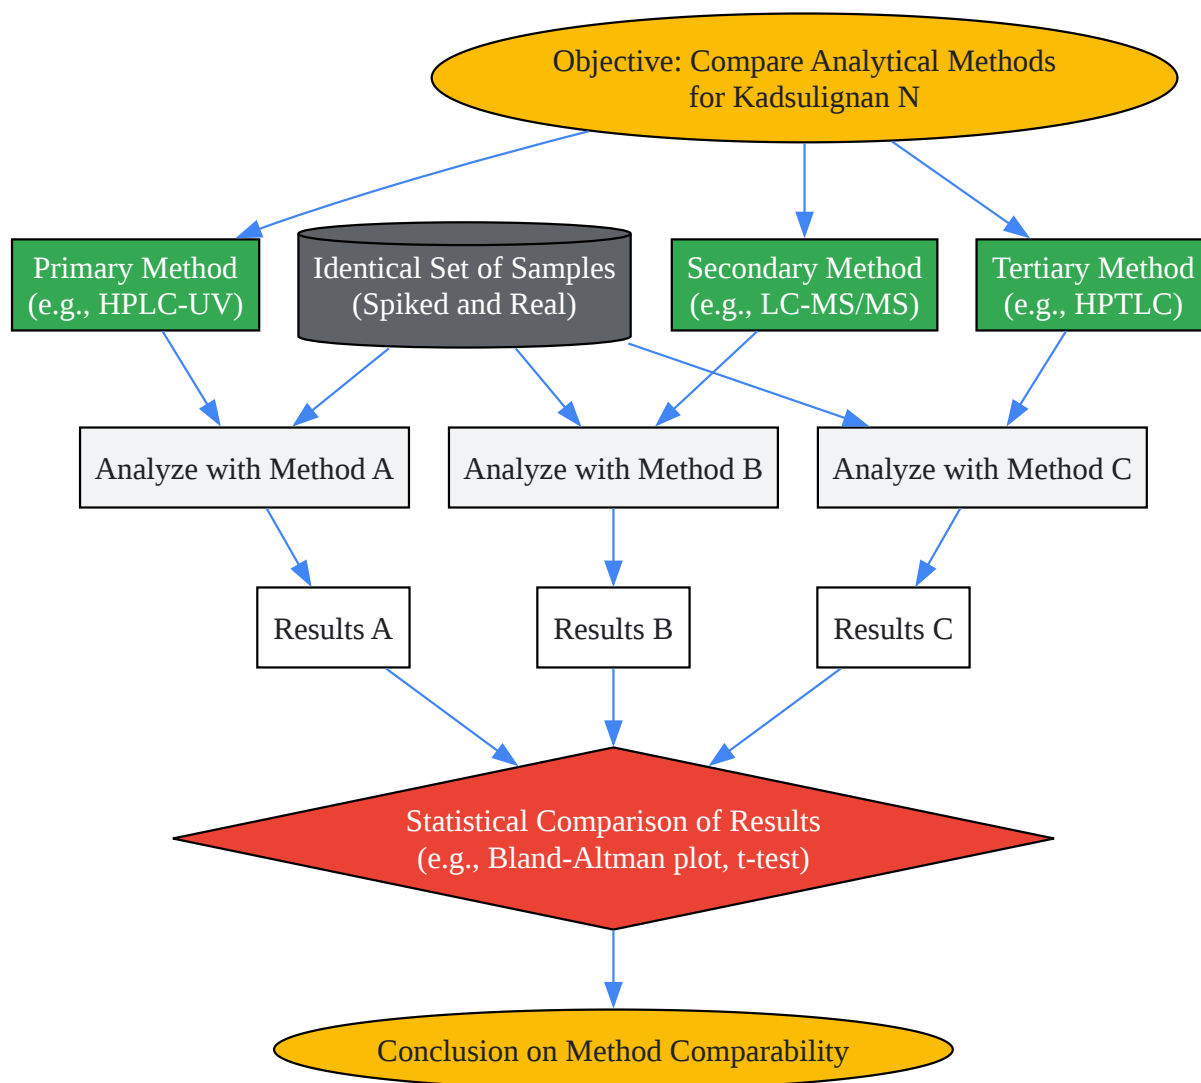 Objective: Compare Analytical Methods
for Kadsulignan N
Primary Method
(e.g., HPLC-UV)
Identical Set of Samples
(Spiked and Real)
Secondary Method
(e.g., LC-MS/MS)
Tertiary Method
(e.g., HPTLC)
Analyze with Method A
Analyze with Method B
Analyze with Method C
Results A
Results B
Results C
Statistical Comparison of Results
(e.g., Bland-Altman plot, t-test)
Conclusion on Method Comparability